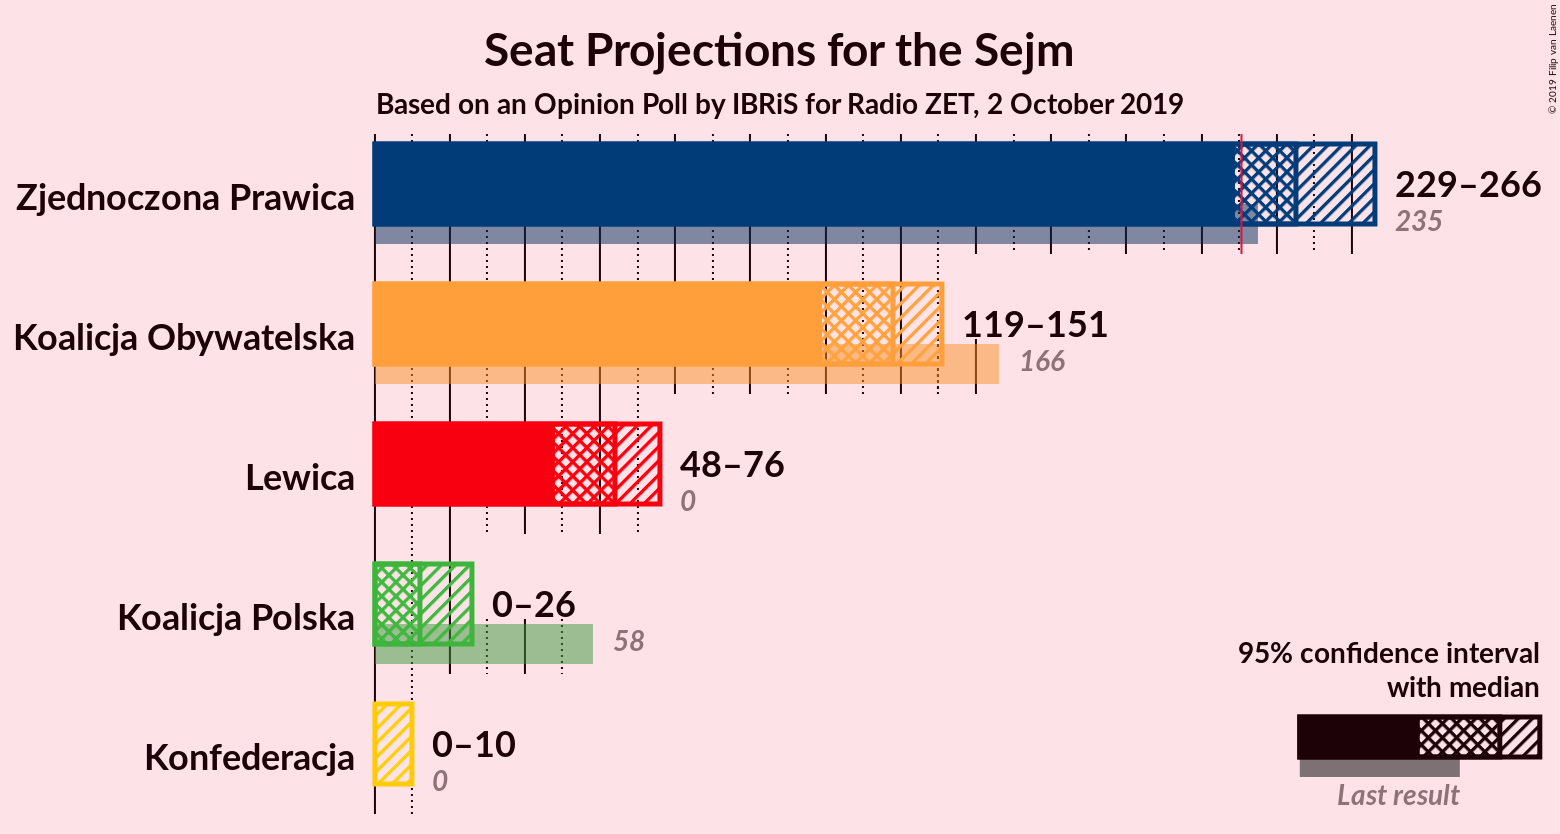 Seat Projections for the Sejm
Based on an Opinion Poll by IBRiS for Radio ZET, 2 October 2019
© 2019 Filip van Laenen
Zjednoczona Prawica
229–266
235
Koalicja Obywatelska
119–151
166
Lewica
48–76
0
Koalicja Polska
0–26
58
Konfederacja
0–10
0
95% confidence interval
with median
Last result